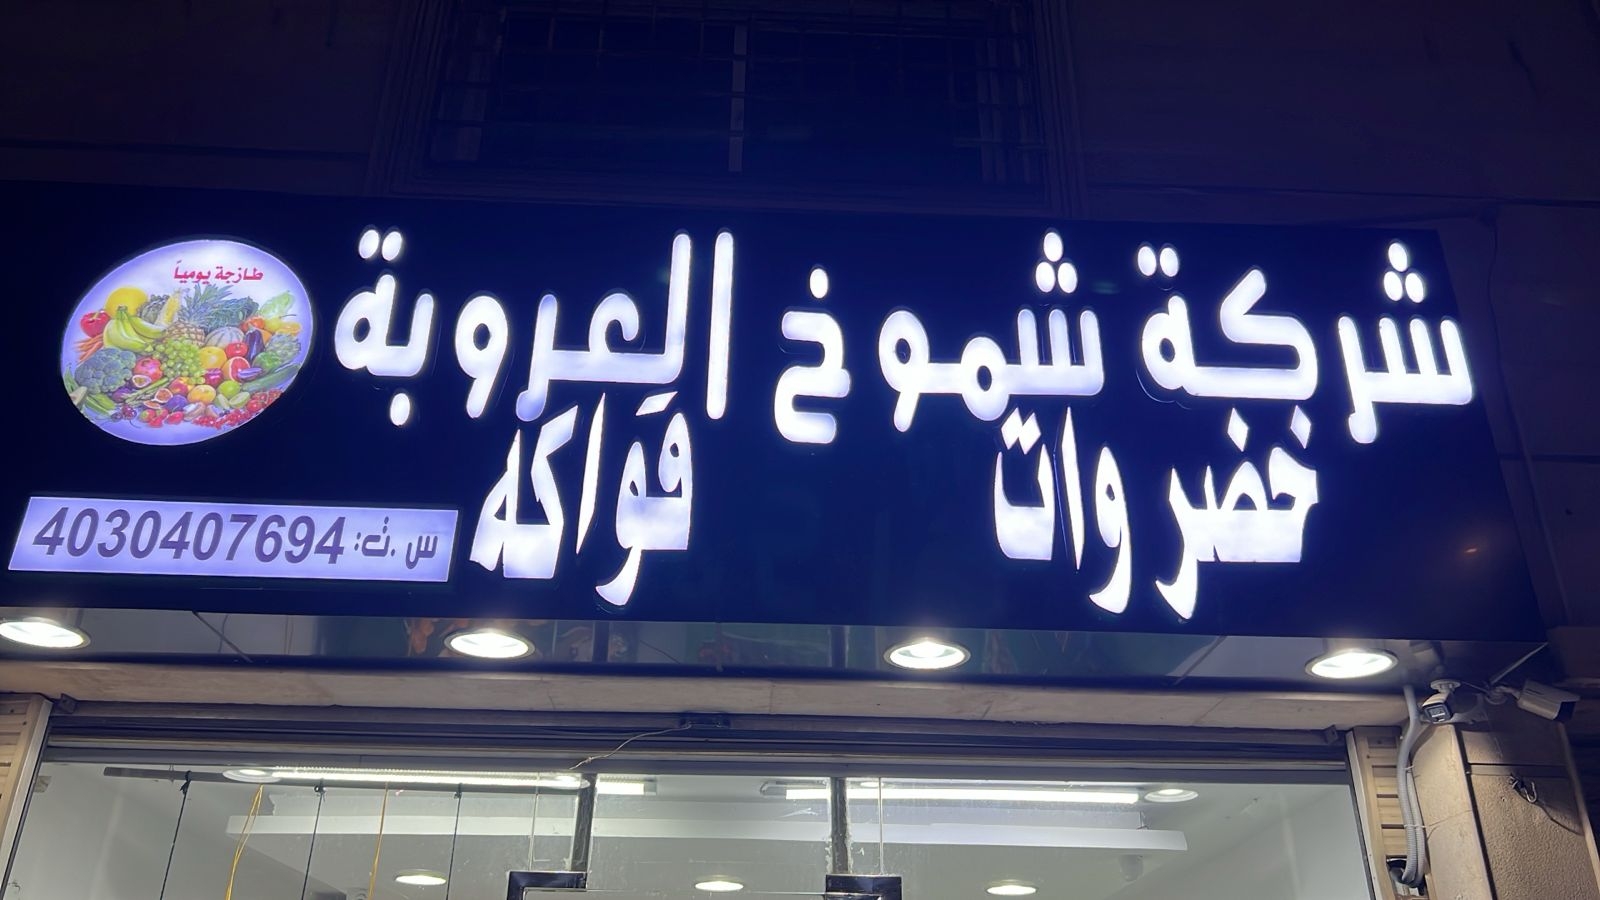 شركة شموخ العروبة
خضروات فواكه
طازجة يومياً
س.ت: 4030407694